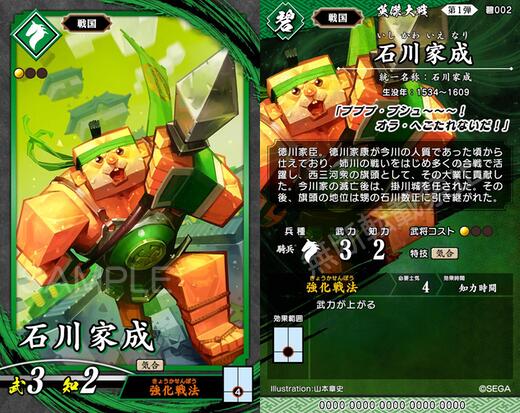 戦国
SAMPLE
石川家成
気合
武3 知2
きょうかせんぽう
強化戦法
4
碧
戦国
英傑大戦
第1弾
碧002
いしかわいえなり
石川家成
統一名称：石川家成
生没年：1534〜1609
「ブブブ・ブシュ〜〜〜！
オラ・へこたれないだ！」
徳川家臣。徳川家康が今川の人質であった頃から
仕えており、姉川の戦いをはじめ多くの合戦で活
躍し、西三河衆の旗頭として、その大業に貢献し
た。今川家の滅亡後は、掛川城を任された。その
後、旗頭の地位は甥の石川数正に引き継がれた。
兵種 武力 知力 武将コスト
騎兵 3 2
特技 気合
きょうかせんぽう
強化戦法
必要士気
4
効果時間
知力時間
武力が上がる
効果範囲
Illustration:山本章史
©SEGA
0000-0000-0000-0000-0000